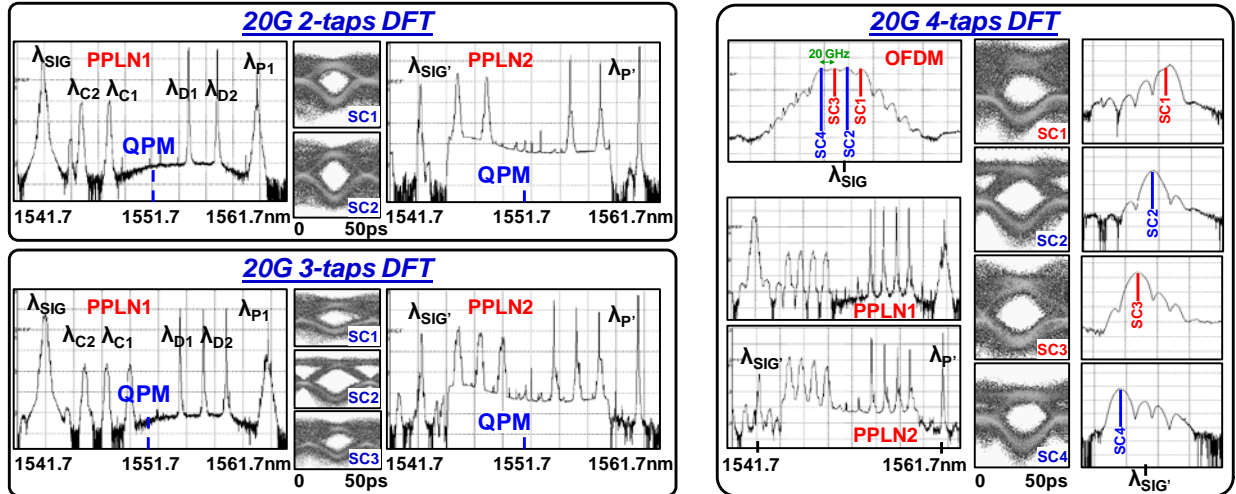 20G 2-taps DFT
λSIG PPLN1 λC2 λC1 λD1 λD2 λP1
QPM
1541.7 1551.7 1561.7nm
SC1
SC2
0 50ps
λSIG' PPLN2 λP'
QPM
1541.7 1551.7 1561.7nm
20G 3-taps DFT
λSIG PPLN1 λC2 λC1 λD1 λD2 λP1
QPM
1541.7 1551.7 1561.7nm
SC1
SC2
SC3
0 50ps
λSIG' PPLN2 λP'
QPM
1541.7 1551.7 1561.7nm
20G 4-taps DFT
20 GHz
OFDM
SC4 SC3 SC2 SC1
λSIG
PPLN1
λSIG' λP'
PPLN2
1541.7 1561.7nm
SC1
SC2
SC3
SC4
0 50ps
SC1
SC2
SC3
SC4
λSIG'